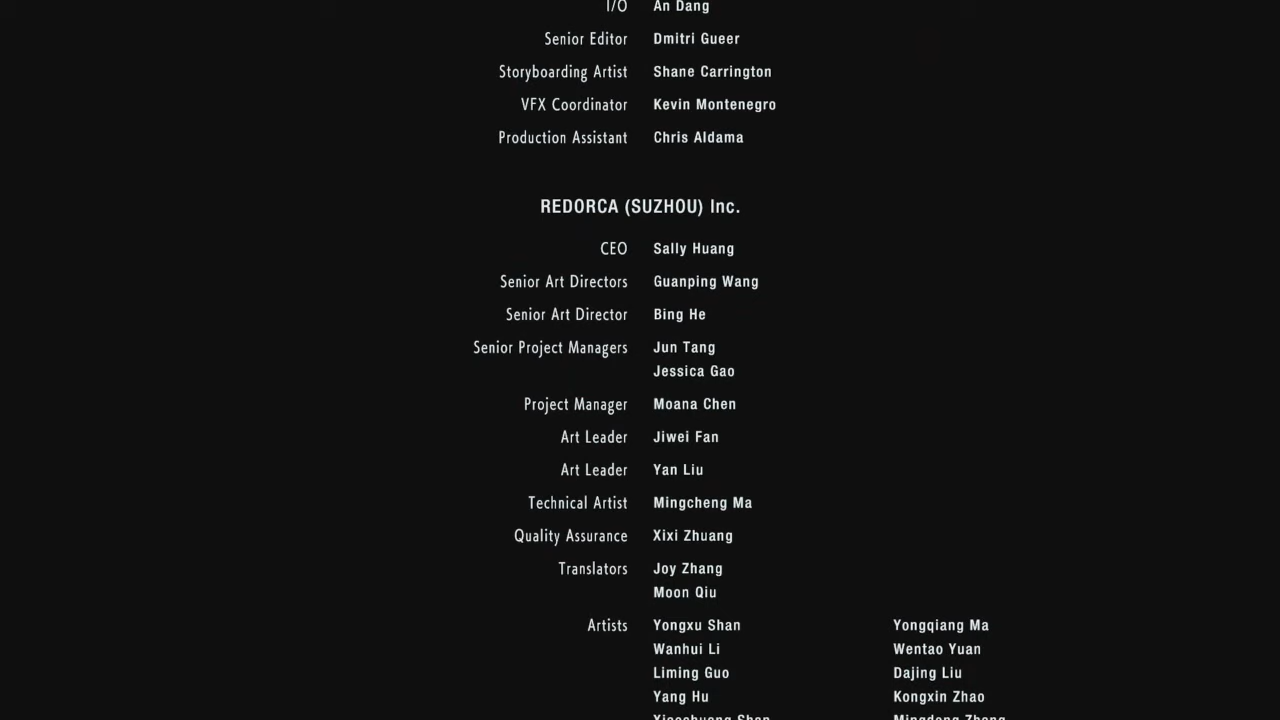 I/O An Dang
Senior Editor Dmitri Gueer
Storyboarding Artist Shane Carrington
VFX Coordinator Kevin Montenegro
Production Assistant Chris Aldama
REDORCA (SUZHOU) Inc.
CEO Sally Huang
Senior Art Directors Guanping Wang
Senior Art Director Bing He
Senior Project Managers Jun Tang
Jessica Gao
Project Manager Moana Chen
Art Leader Jiwei Fan
Art Leader Yan Liu
Technical Artist Mingcheng Ma
Quality Assurance Xixi Zhuang
Translators Joy Zhang
Moon Qiu
Artists Yongxu Shan Yongqiang Ma
Wanhui Li Wentao Yuan
Liming Guo Dajing Liu
Yang Hu Kongxin Zhao